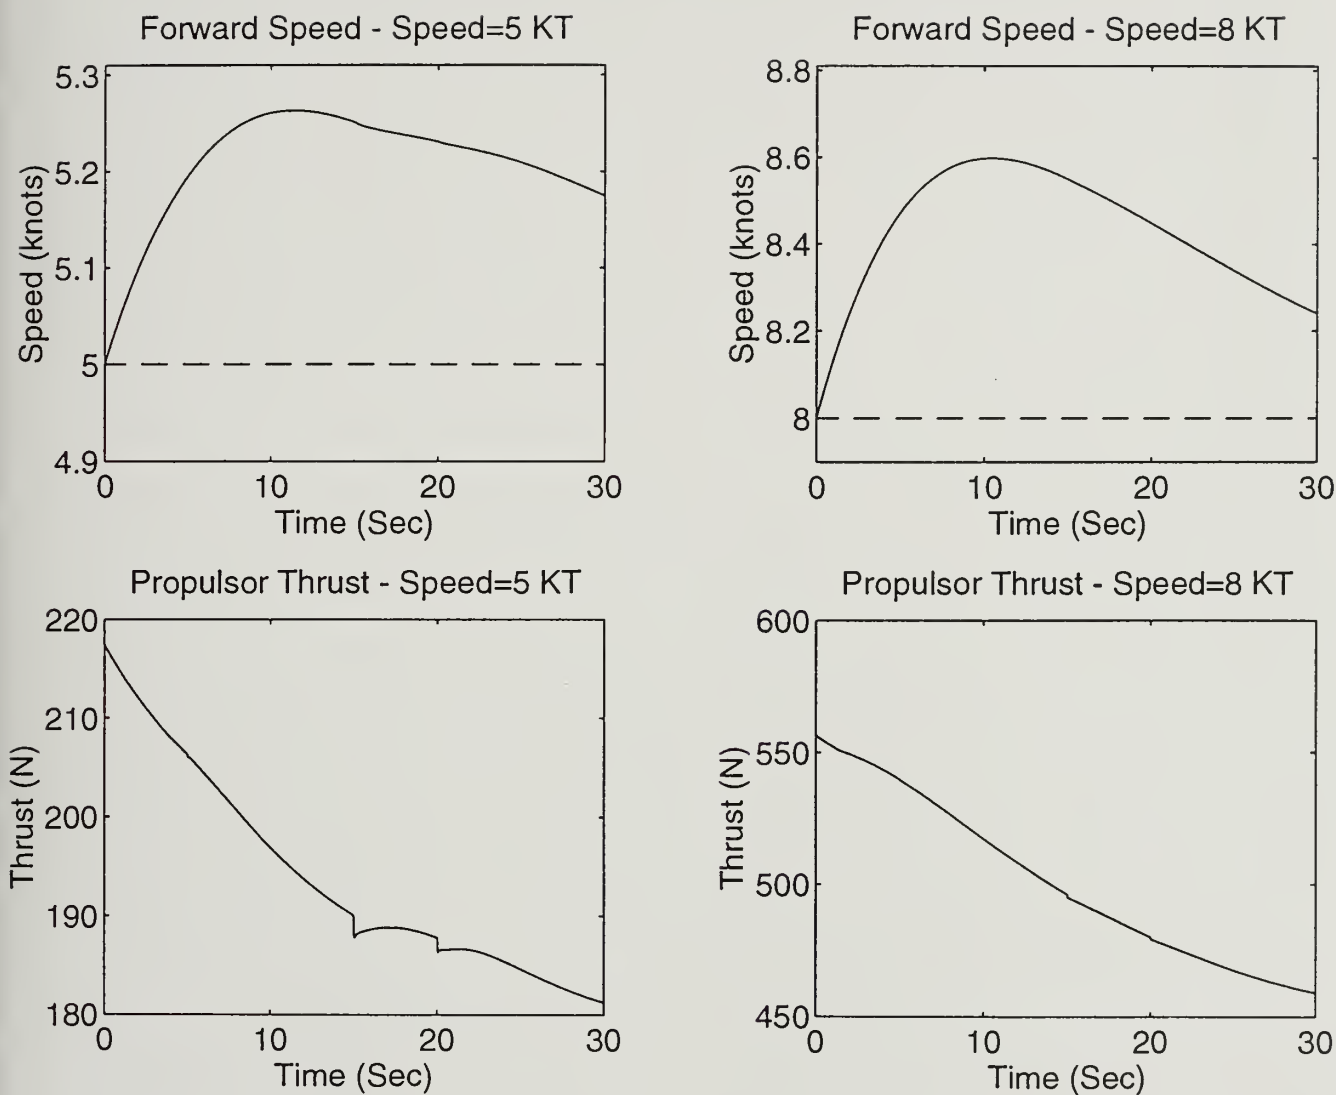 Forward Speed - Speed=5 KT
5.3
5.2
5.1
5
4.9
Speed (knots)
0 10 20 30
Time (Sec)
Forward Speed - Speed=8 KT
8.8
8.6
8.4
8.2
8
Speed (knots)
0 10 20 30
Time (Sec)
Propulsor Thrust - Speed=5 KT
220
210
200
190
180
Thrust (N)
0 10 20 30
Time (Sec)
Propulsor Thrust - Speed=8 KT
600
550
500
450
Thrust (N)
0 10 20 30
Time (Sec)